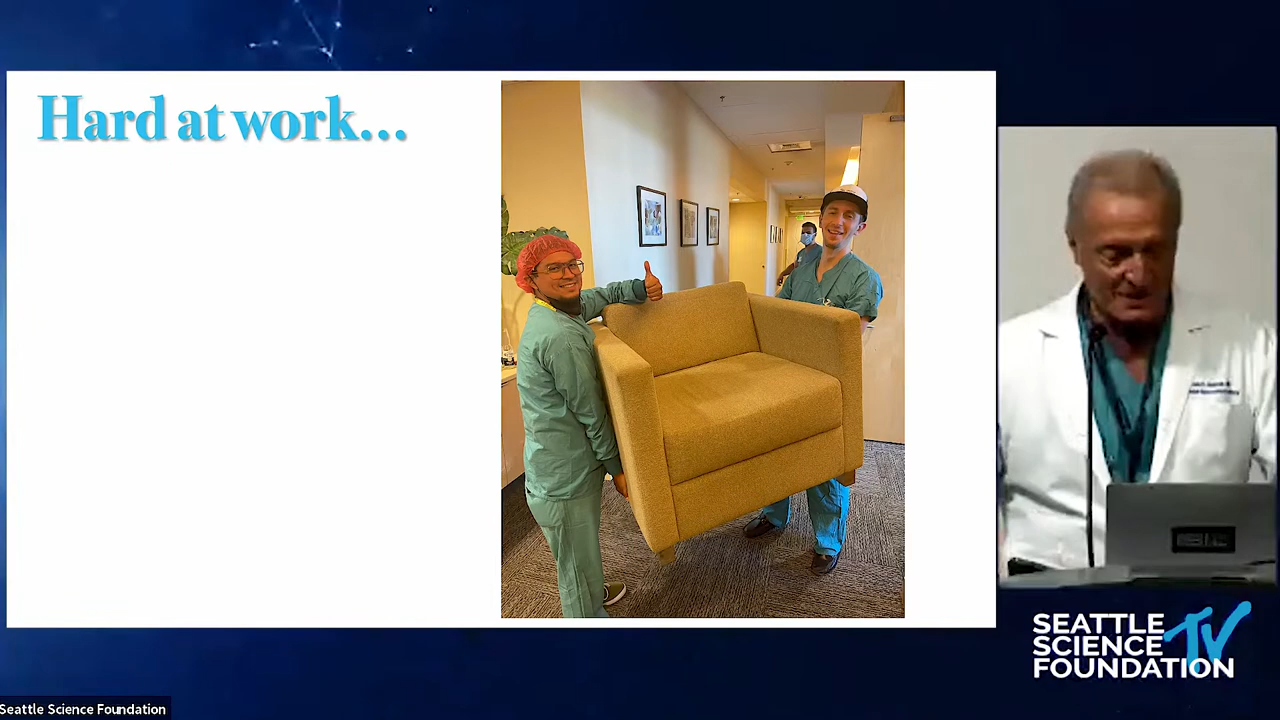 Hard at work...
SEATTLE
SCIENCE TV
FOUNDATION
Seattle Science Foundation